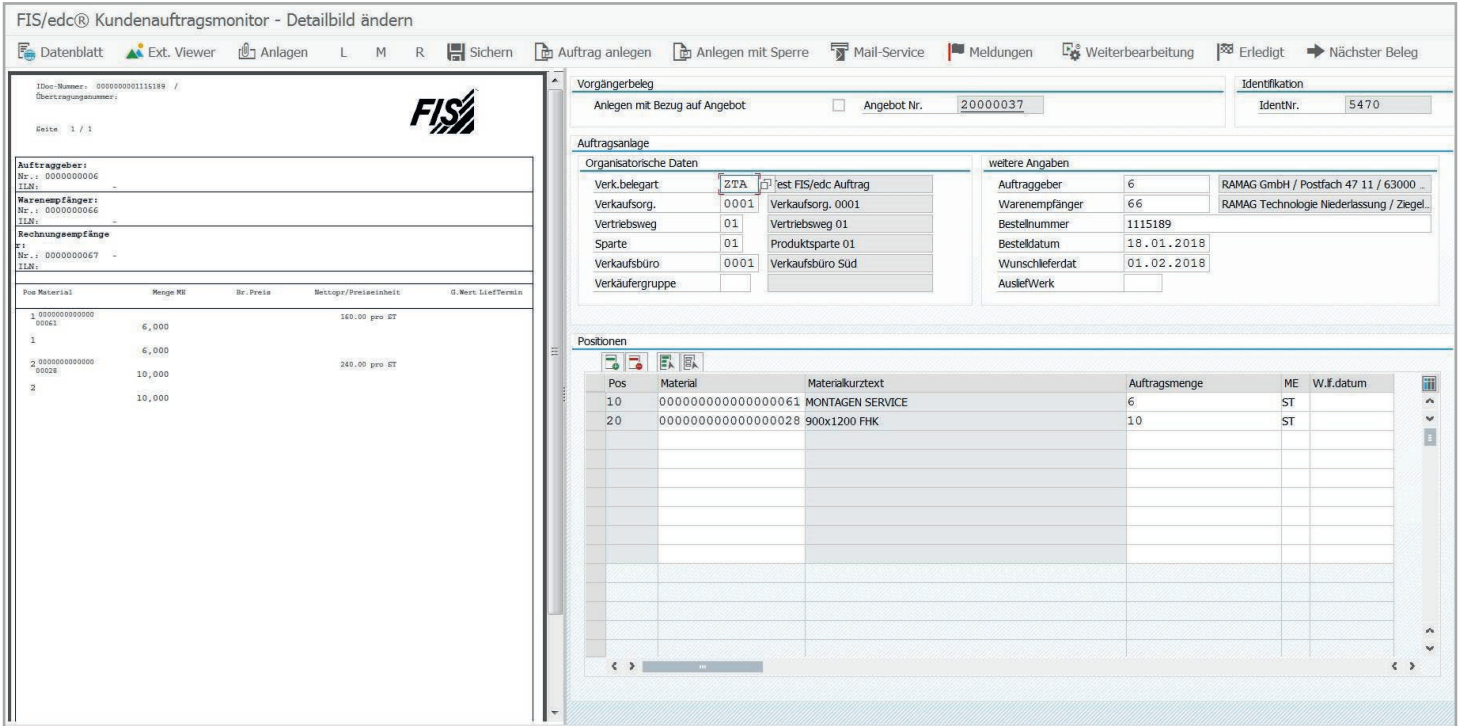 FIS/edc® Kundenauftragsmonitor - Detailbild ändern
Datenblatt Ext. Viewer Anlagen L M R Sichern Auftrag anlegen Anlegen mit Sperre Mail-Service Meldungen Weiterbearbeitung Erledigt Nächster Beleg
IDoc-Nummer: 0000000001115189 /
Übertragungsnummer:
FIS
Seite 1 / 1
Auftraggeber:
Nr.: 0000000006
ILN: -
Warenempfänger:
Nr.: 0000000066
ILN: -
Rechnungsempfänge
r:
Nr.: 0000000067 -
ILN:
Pos Material Menge ME Br.Preis Nettopr/Preiseinheit G.Wert LiefTermin
1 0000000000000 160.00 pro ST
00061
6,000
1
6,000
2 0000000000000 240.00 pro ST
00028
10,000
2
10,000
Vorgängerbeleg
Anlegen mit Bezug auf Angebot Angebot Nr. 20000037
Identifikation
IdentNr. 5470
Auftragsanlage
Organisatorische Daten
Verk.belegart ZTA est FIS/edc Auftrag
Verkaufsorg. 0001 Verkaufsorg. 0001
Vertriebsweg 01 Vertriebsweg 01
Sparte 01 Produktsparte 01
Verkaufsbüro 0001 Verkaufsbüro Süd
Verkäufergruppe
weitere Angaben
Auftraggeber 6 RAMAG GmbH / Postfach 47 11 / 63000 ...
Warenempfänger 66 RAMAG Technologie Niederlassung / Ziegel...
Bestellnummer 1115189
Bestelldatum 18.01.2018
Wunschlieferdat 01.02.2018
AusliefWerk
Positionen
Pos Material Materialkurztext Auftragsmenge ME W.lf.datum
10 000000000000000061 MONTAGEN SERVICE 6 ST
20 000000000000000028 900x1200 FHK 10 ST